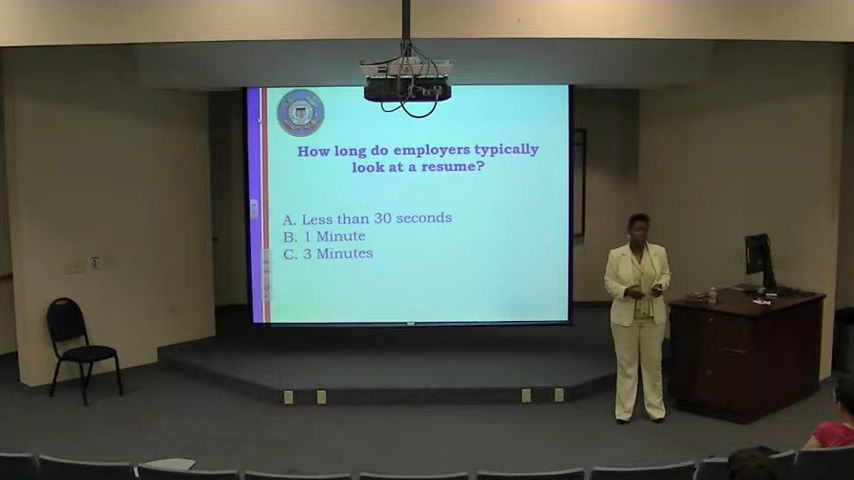 How long do employers typically
look at a resume?
A. Less than 30 seconds
B. 1 Minute
C. 3 Minutes